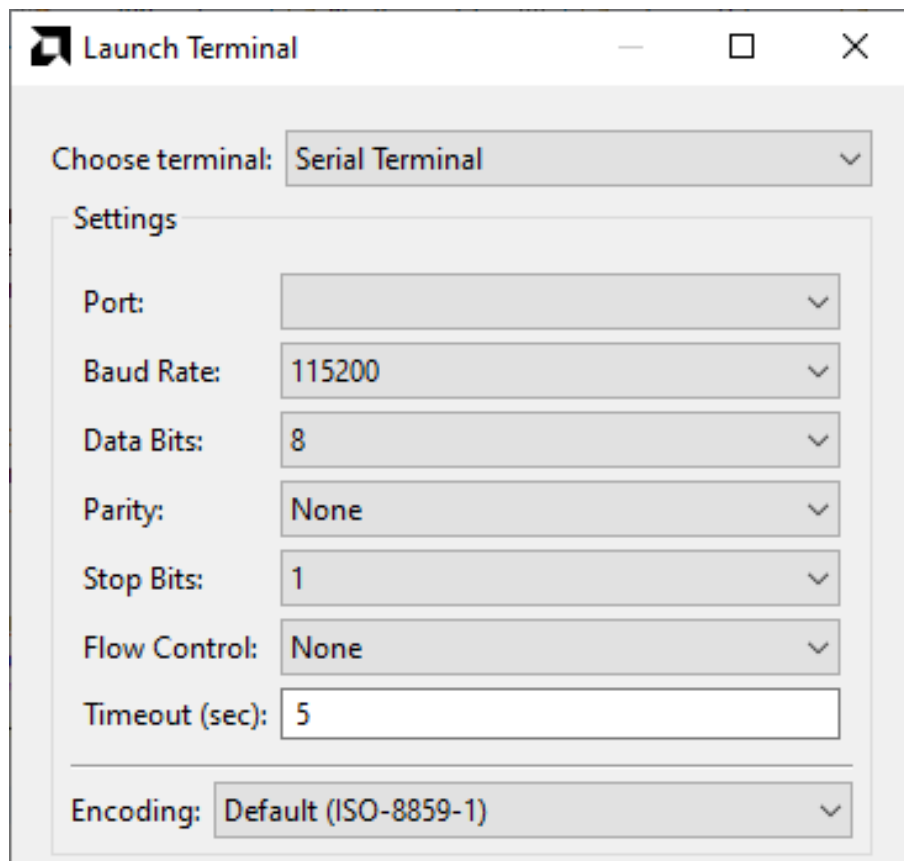 Launch Terminal
Choose terminal: Serial Terminal
Settings
Port:
Baud Rate: 115200
Data Bits: 8
Parity: None
Stop Bits: 1
Flow Control: None
Timeout (sec): 5
Encoding: Default (ISO-8859-1)